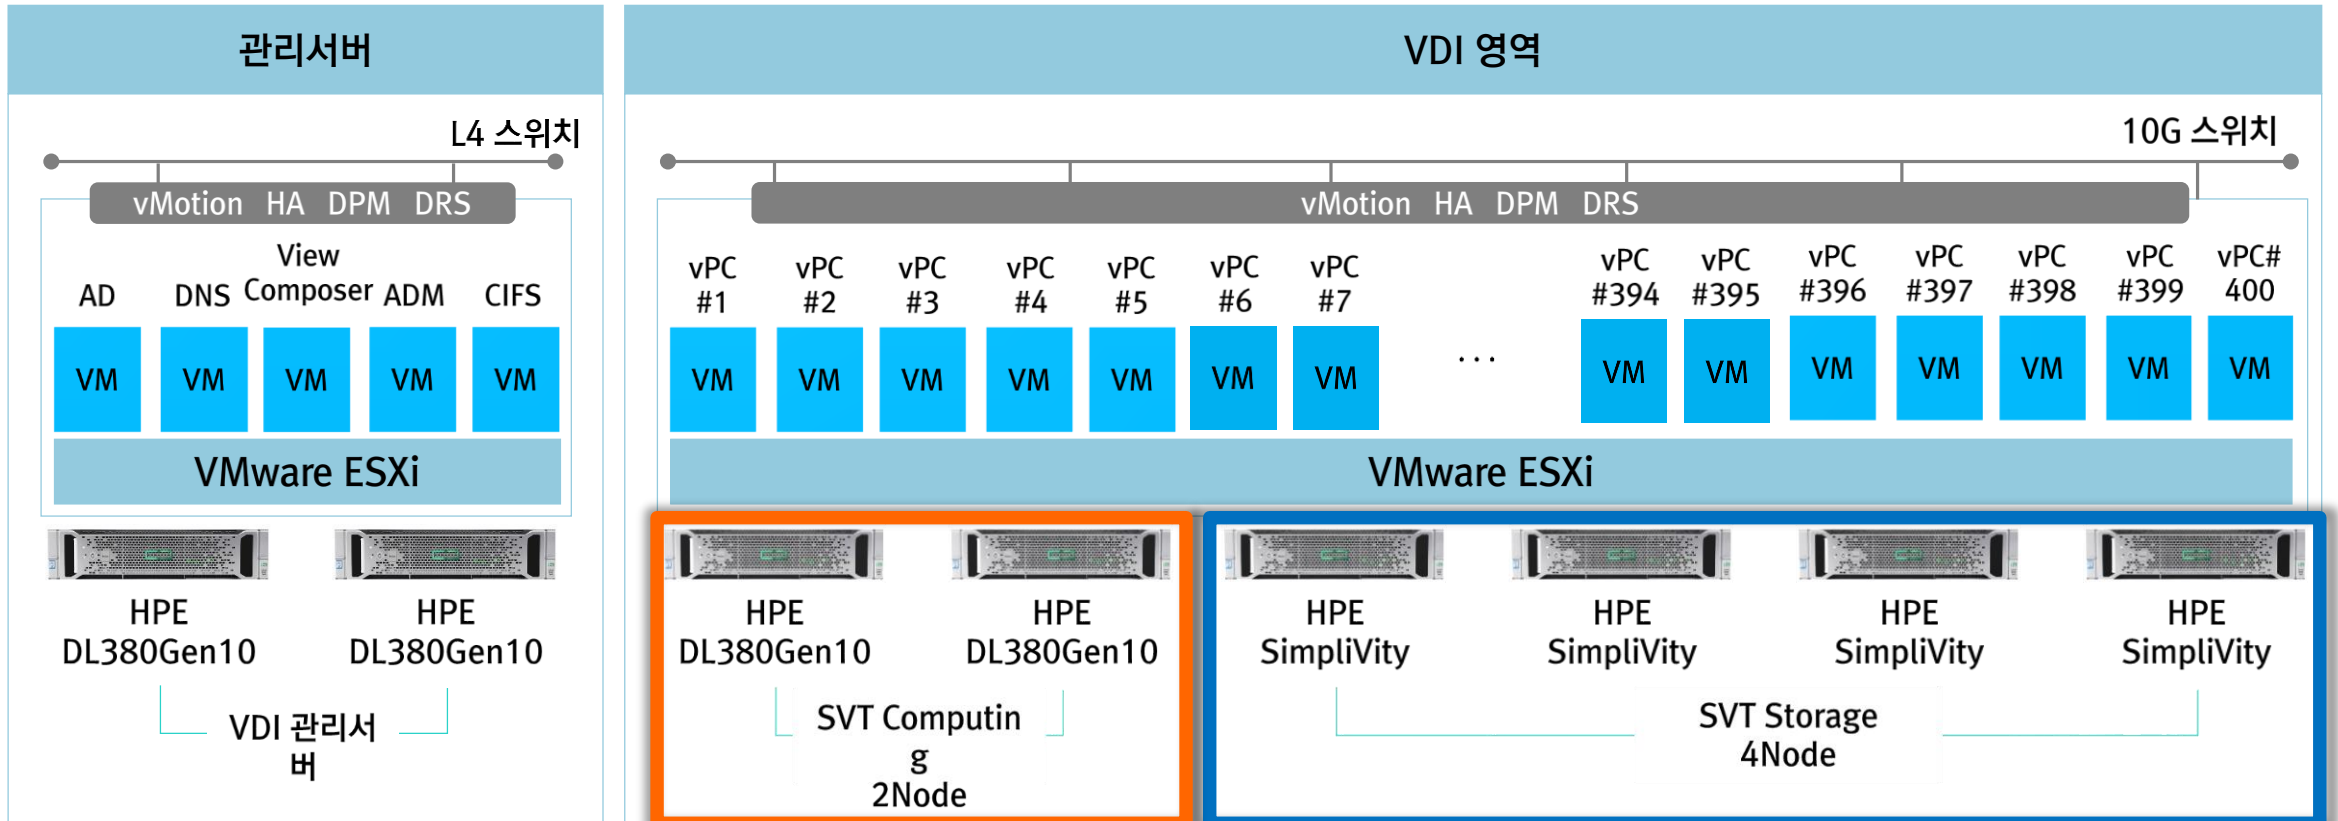 관리서버
L4 스위치
vMotion HA DPM DRS
AD
DNS
View
Composer
ADM
CIFS
VM VM VM VM VM
VMware ESXi
HPE
DL380Gen10
HPE
DL380Gen10
VDI 관리서
버
VDI 영역
10G 스위치
vMotion HA DPM DRS
vPC
#1
vPC
#2
vPC
#3
vPC
#4
vPC
#5
vPC
#6
vPC
#7
...
vPC
#394
vPC
#395
vPC
#396
vPC
#397
vPC
#398
vPC
#399
vPC#
400
VM VM VM VM VM VM VM VM VM VM VM VM VM VM
VMware ESXi
HPE
DL380Gen10
HPE
DL380Gen10
SVT Computin
g
2Node
HPE
SimpliVity
HPE
SimpliVity
HPE
SimpliVity
HPE
SimpliVity
SVT Storage
4Node